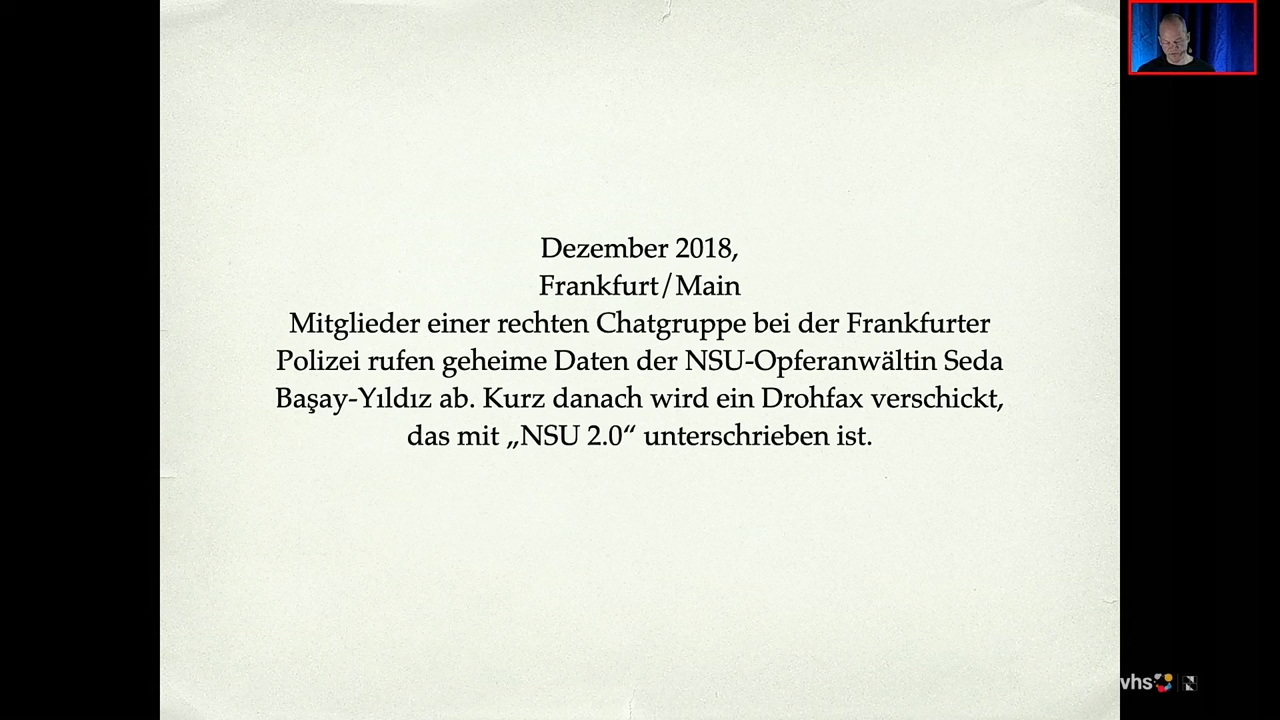 Dezember 2018,
Frankfurt/Main
Mitglieder einer rechten Chatgruppe bei der Frankfurter
Polizei rufen geheime Daten der NSU-Opferanwältin Seda
Başay-Yıldız ab. Kurz danach wird ein Drohfax verschickt,
das mit „NSU 2.0“ unterschrieben ist.
vhs